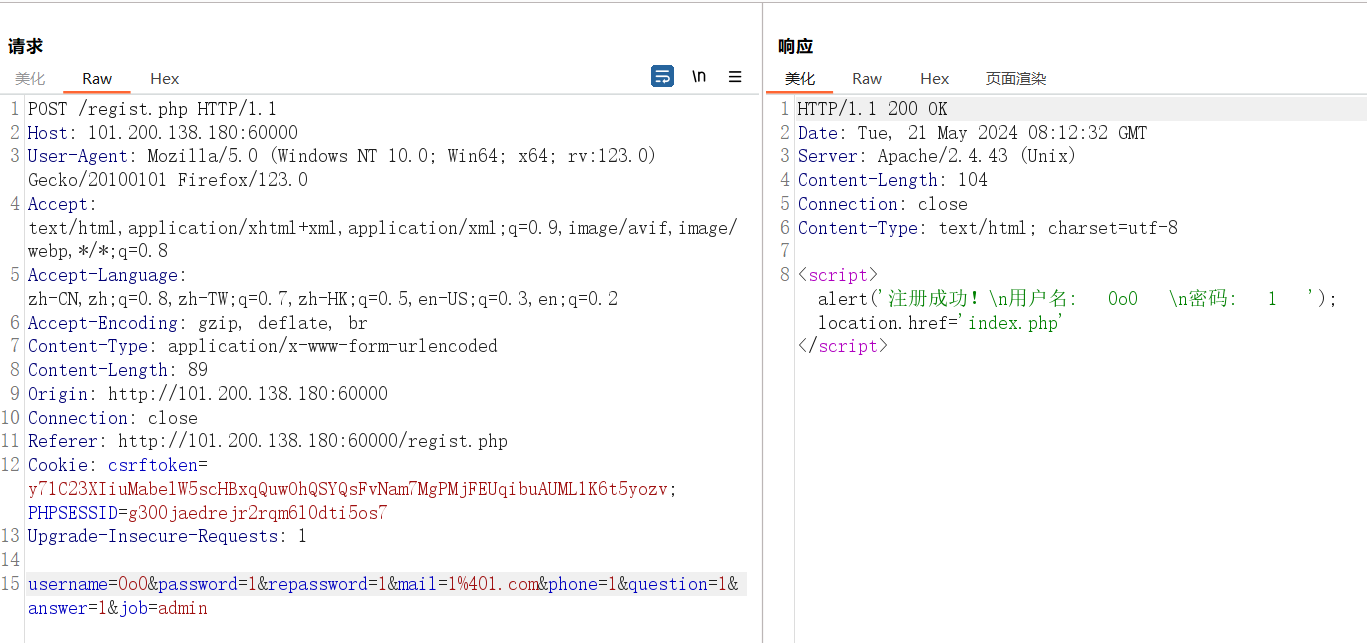 请求
美化 Raw Hex \n
1 POST /regist.php HTTP/1.1
2 Host: 101.200.138.180:60000
3 User-Agent: Mozilla/5.0 (Windows NT 10.0; Win64; x64; rv:123.0)
Gecko/20100101 Firefox/123.0
4 Accept:
text/html,application/xhtml+xml,application/xml;q=0.9,image/avif,image/
webp,*/*;q=0.8
5 Accept-Language:
zh-CN,zh;q=0.8,zh-TW;q=0.7,zh-HK;q=0.5,en-US;q=0.3,en;q=0.2
6 Accept-Encoding: gzip, deflate, br
7 Content-Type: application/x-www-form-urlencoded
8 Content-Length: 89
9 Origin: http://101.200.138.180:60000
10 Connection: close
11 Referer: http://101.200.138.180:60000/regist.php
12 Cookie: csrftoken=
y71C23XIiuMabelW5scHBxqQuw0hQSYQsFvNam7MgPMjFEUqibuAUML1K6t5yozv;
PHPSESSID=g300jaedrejr2rqm6l0dti5os7
13 Upgrade-Insecure-Requests: 1
14
15 username=0o0&password=1&repassword=1&mail=1%401.com&phone=1&question=1&
answer=1&job=admin
响应
美化 Raw Hex 页面渲染
1 HTTP/1.1 200 OK
2 Date: Tue, 21 May 2024 08:12:32 GMT
3 Server: Apache/2.4.43 (Unix)
4 Content-Length: 104
5 Connection: close
6 Content-Type: text/html; charset=utf-8
7
8 <script>
alert('注册成功！\n用户名: 0o0 \n密码: 1 ');
location.href='index.php'
</script>